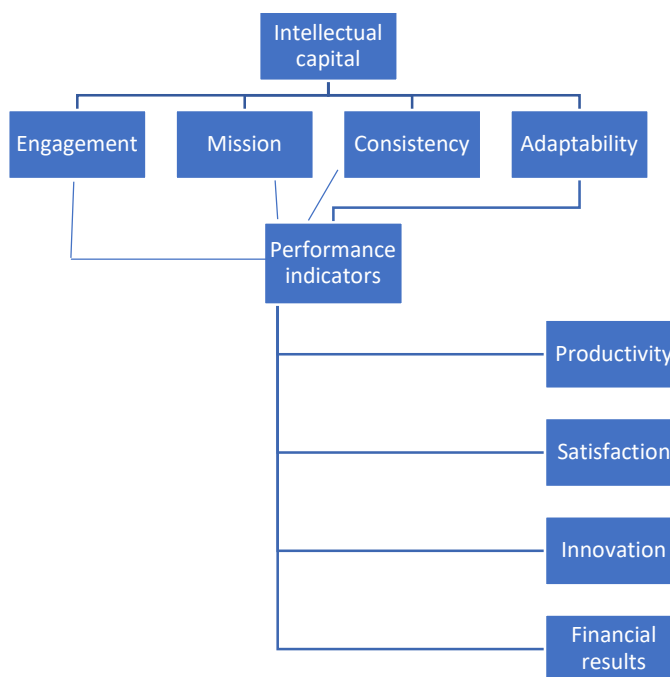 Intellectual
capital
Engagement
Mission
Consistency
Adaptability
Performance
indicators
Productivity
Satisfaction
Innovation
Financial
results